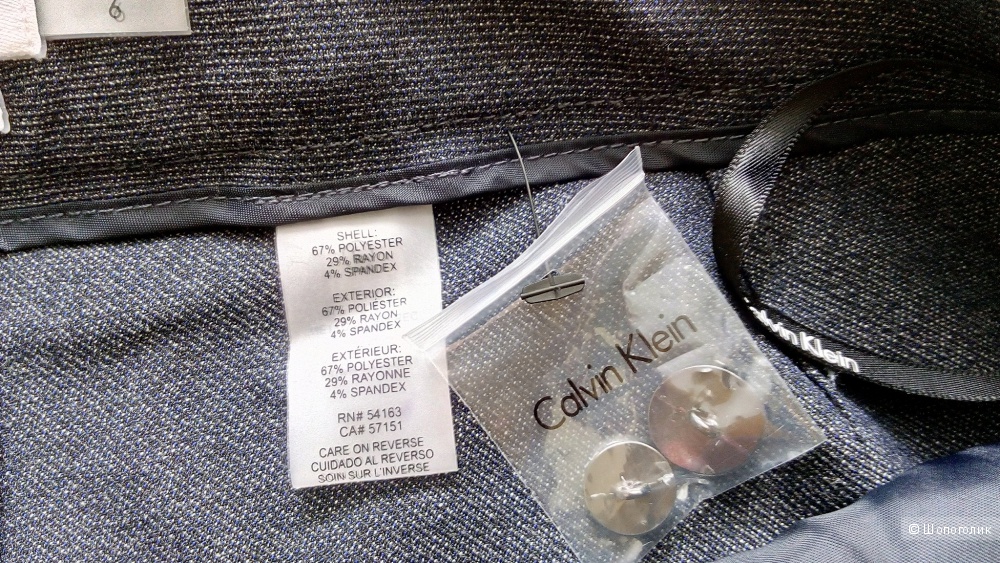 6
SHELL:
67% POLYESTER
29% RAYON
4% SPANDEX
EXTERIOR:
67% POLIÉSTER
29% RAYON
4% SPANDEX
EXTÉRIEUR:
67% POLYESTER
29% RAYONNE
4% SPANDEX
RN# 54163
CA# 57151
CARE ON REVERSE
CUIDADO AL REVERSO
SOIN SUR L'INVERSE
Calvin Klein
Calvin Klein
© Шопоголик